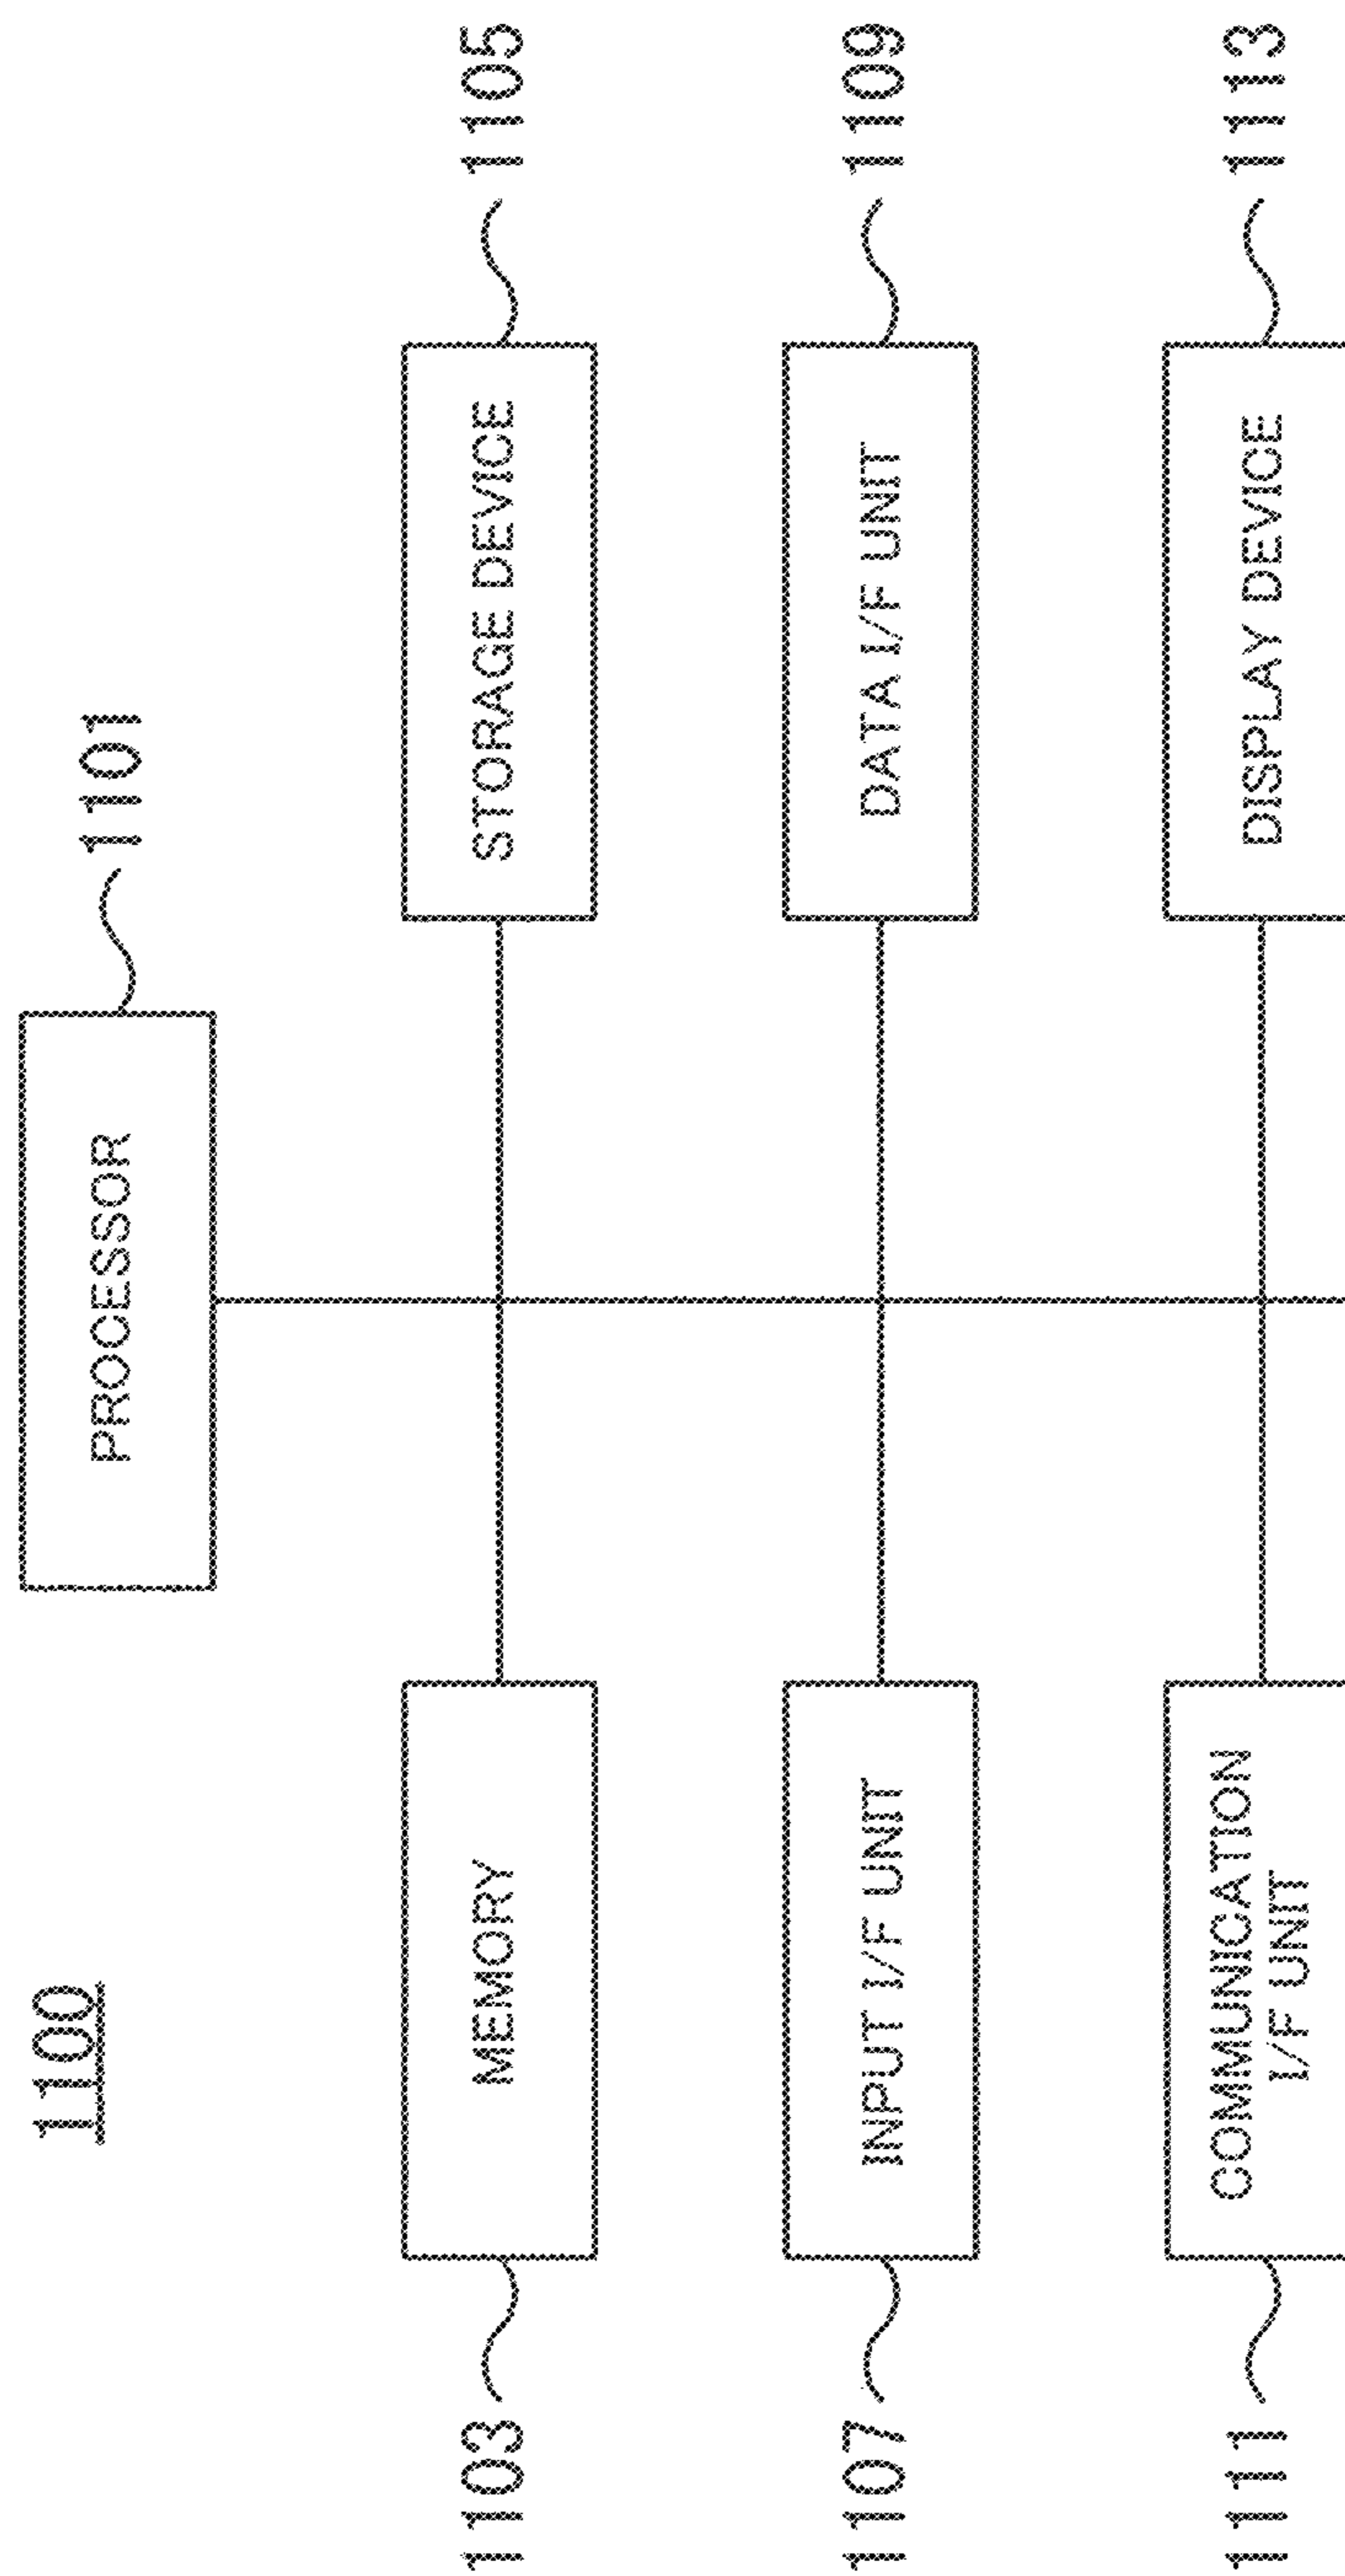 1100
PROCESSOR
1101
1103
MEMORY
STORAGE DEVICE
1105
1107
INPUT I/F UNIT
DATA I/F UNIT
1109
1111
COMMUNICATION
I/F UNIT
DISPLAY DEVICE
1113